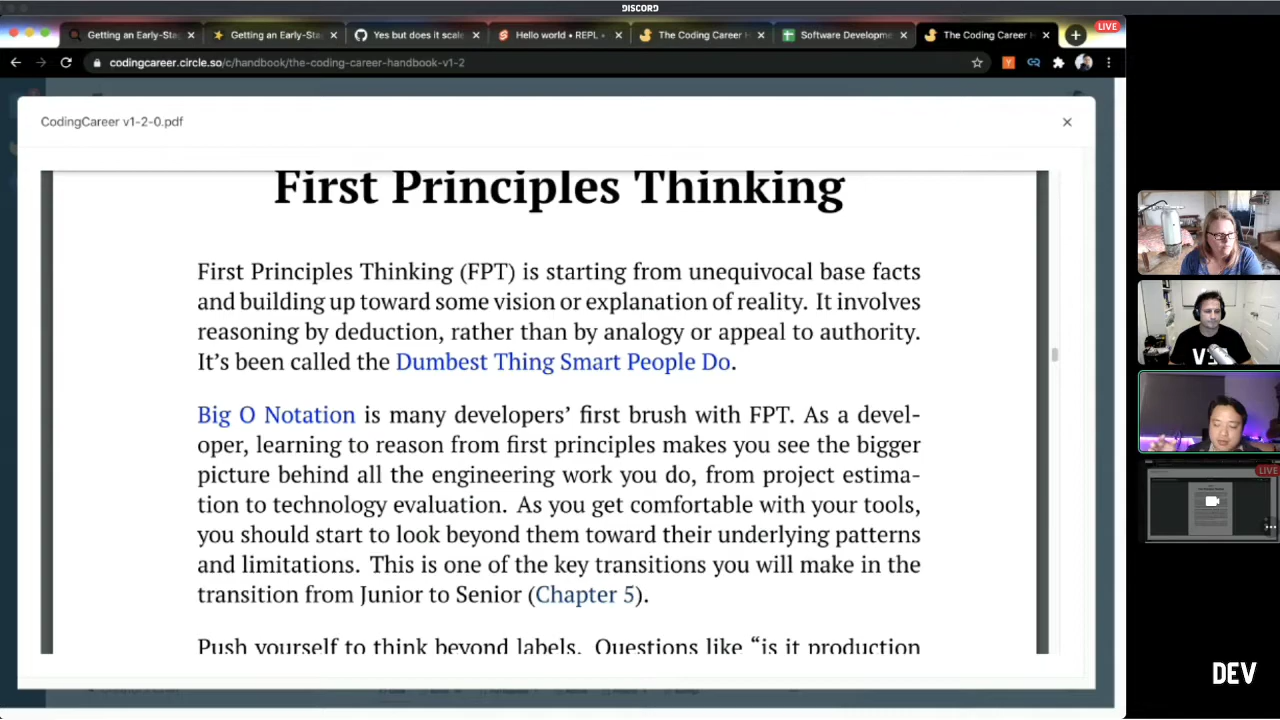 DISCORD
Getting an Early-Sta
Getting an Early-Sta
Yes but does it scale
Hello world • REPL •
The Coding Career H
Software Developme
The Coding Career H
LIVE
codingcareer.circle.so/c/handbook/the-coding-career-handbook-v1-2
CodingCareer v1-2-0.pdf
First Principles Thinking
First Principles Thinking (FPT) is starting from unequivocal base facts
and building up toward some vision or explanation of reality. It involves
reasoning by deduction, rather than by analogy or appeal to authority.
It’s been called the Dumbest Thing Smart People Do.
Big O Notation is many developers’ first brush with FPT. As a devel-
oper, learning to reason from first principles makes you see the bigger
picture behind all the engineering work you do, from project estima-
tion to technology evaluation. As you get comfortable with your tools,
you should start to look beyond them toward their underlying patterns
and limitations. This is one of the key transitions you will make in the
transition from Junior to Senior (Chapter 5).
Push yourself to think beyond labels. Questions like “is it production
LIVE
DEV